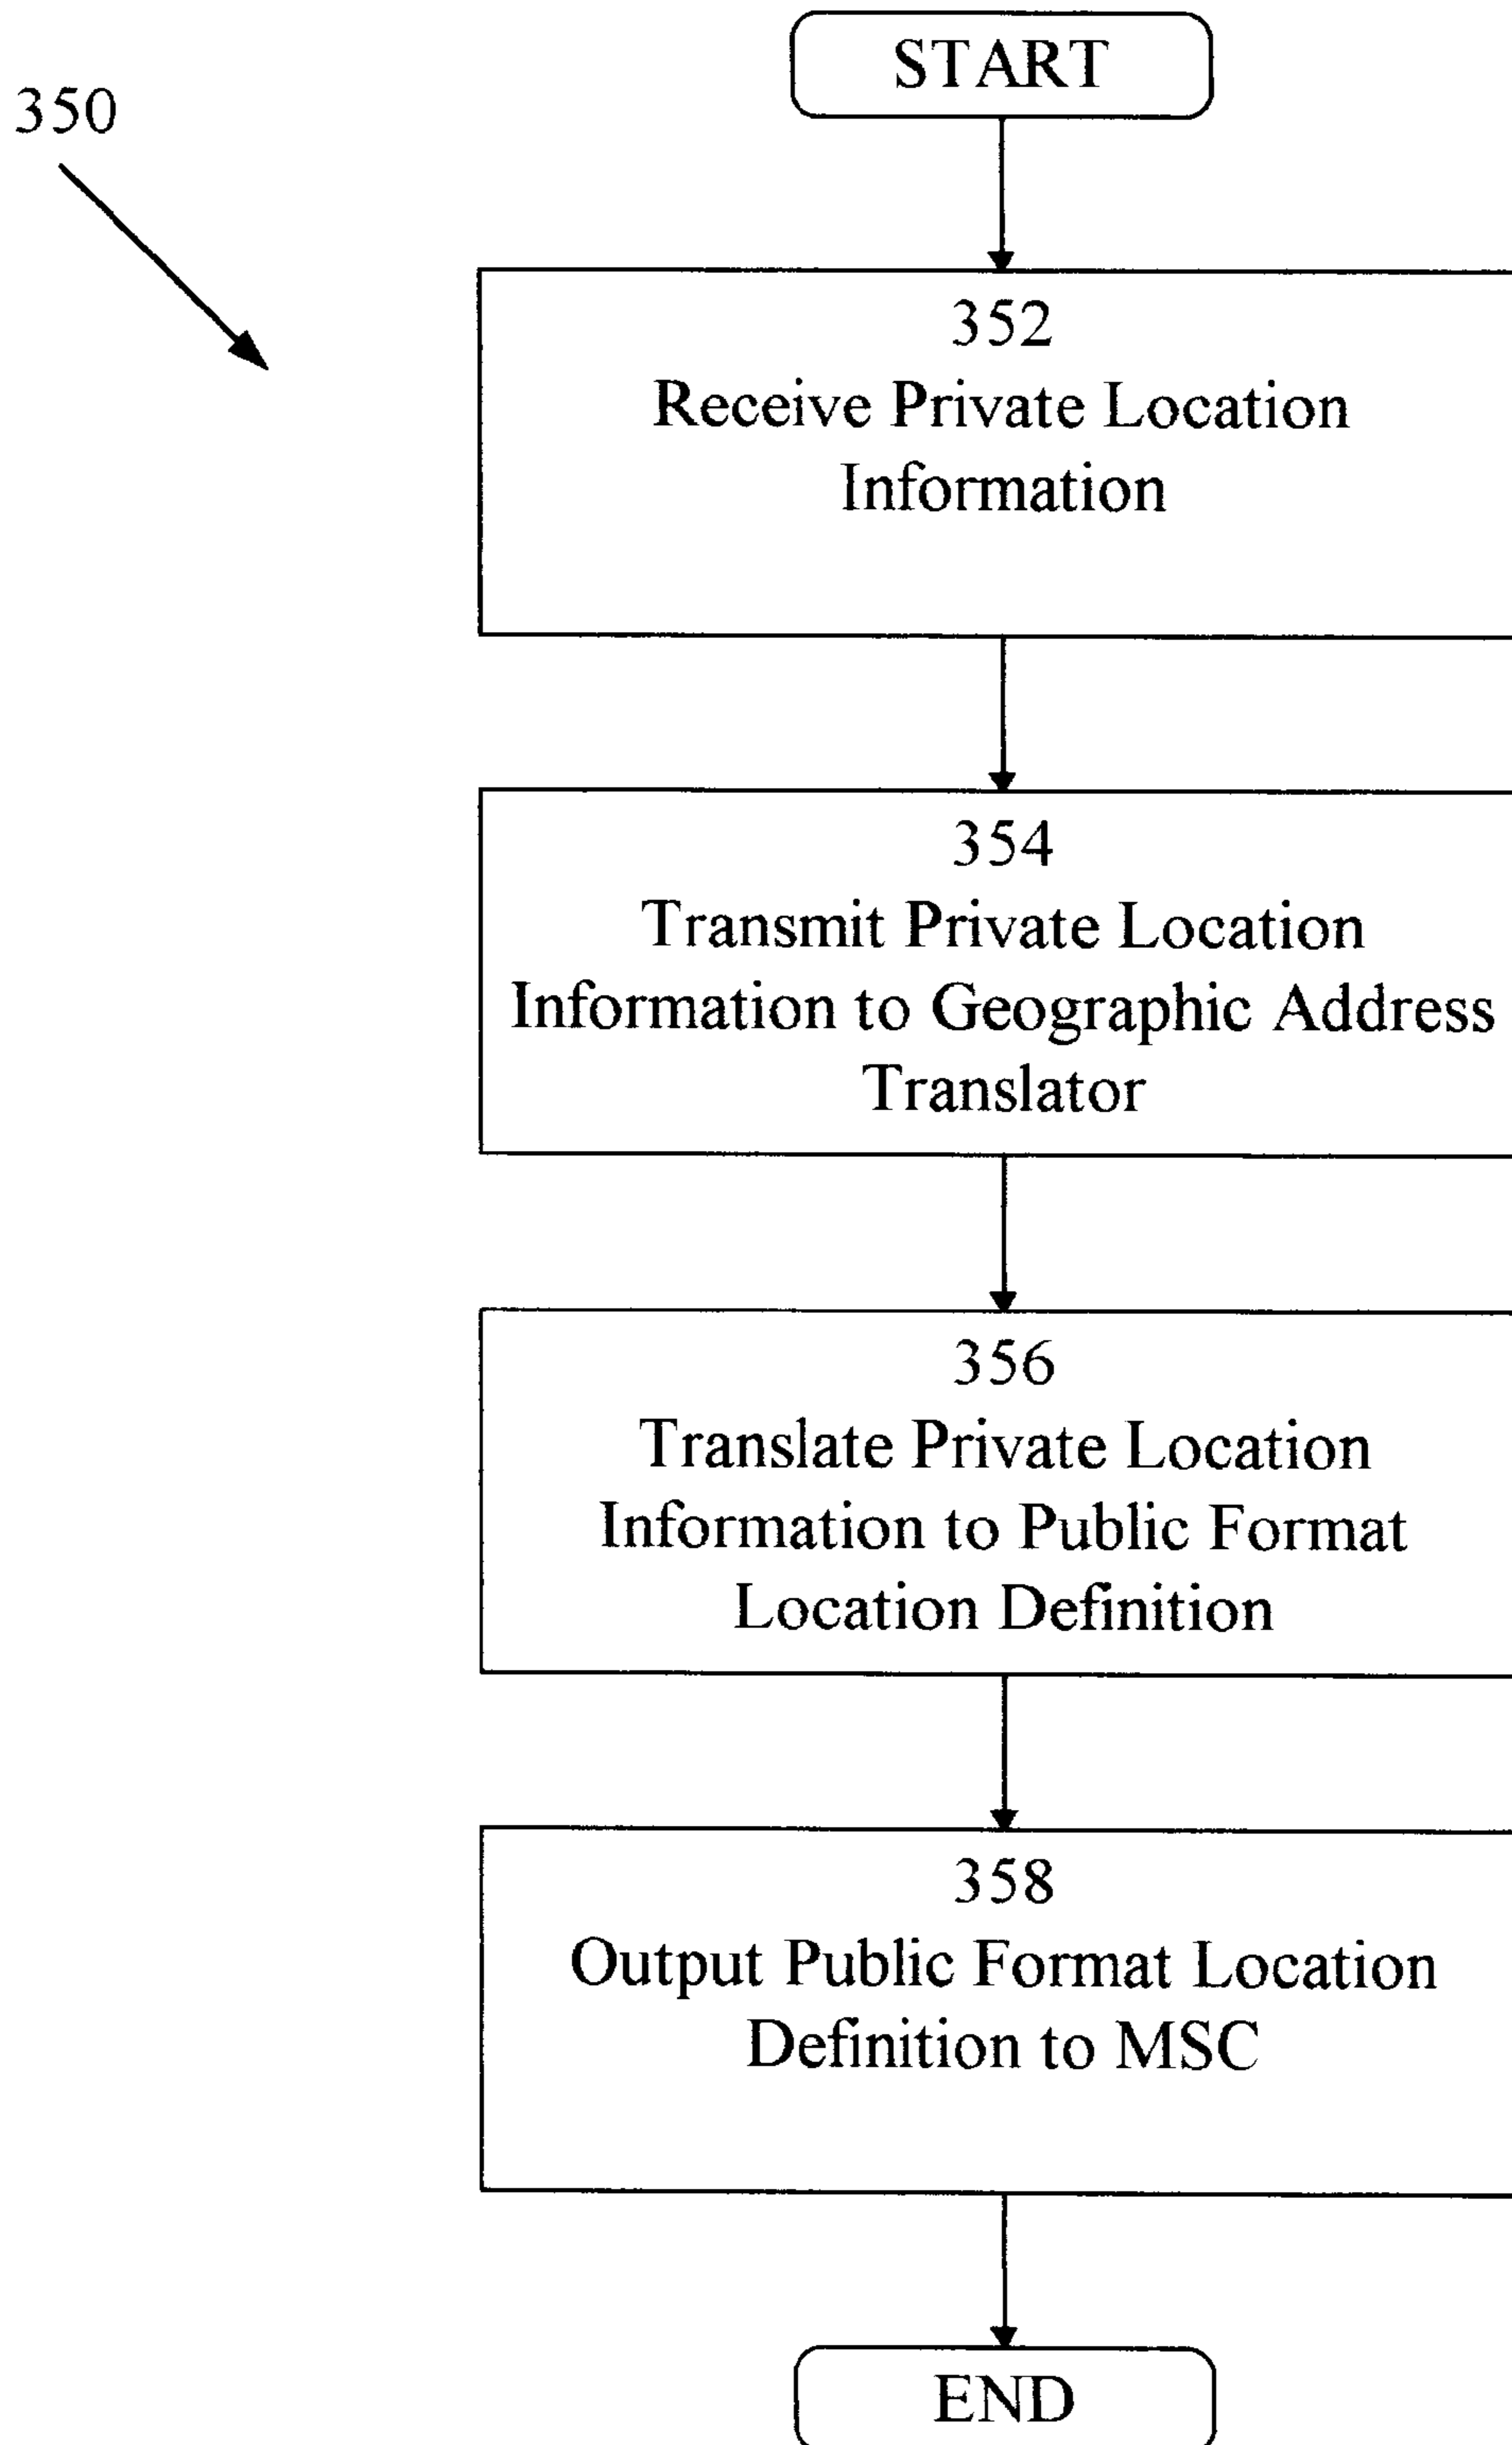 START
350
352
Receive Private Location
Information
354
Transmit Private Location
Information to Geographic Address
Translator
356
Translate Private Location
Information to Public Format
Location Definition
358
Output Public Format Location
Definition to MSC
END